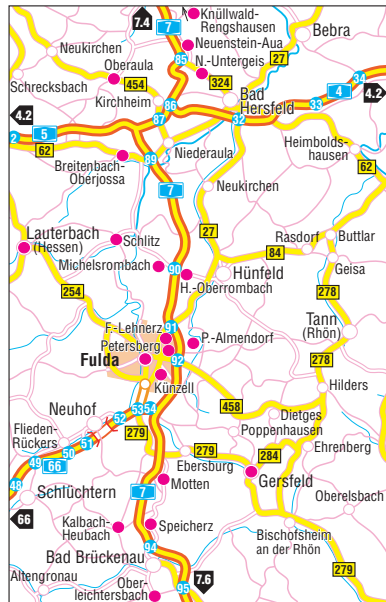 7.4
7
Knüllwald-
Rengshausen
Bebra
Neukirchen
Neuenstein-Aua
27
Oberaula
85
N.-Untergeis
34
Schrecksbach
454
324
4
4.2
Kirchheim
86
Bad
Hersfeld
33
4.2
87
32
2
5
62
Heimbolds-
hausen
89
Niederaula
Breitenbach-
Oberjossa
62
7
Neukirchen
Lauterbach
(Hessen)
Schlitz
27
Rasdorf
Buttlar
84
Michelsrombach
90
Hünfeld
Geisa
H.-Oberrombach
254
278
278
Tann
(Rhön)
F.-Lehnerz
91
Petersberg
P.-Almendorf
Fulda
92
278
Künzell
Hilders
Neuhof
53
54
458
52
Dietges
Flieden-
Rückers
279
Poppenhausen
51
50
Ehrenberg
49
66
279
284
Ebersburg
48
Motten
Gersfeld
Schlüchtern
7
Oberelsbach
66
Kalbach-
Heubach
Speicherz
Bischofsheim
an der Rhön
94
Bad Brückenau
279
7.6
Altengronau
Ober-
leichtersbach
95